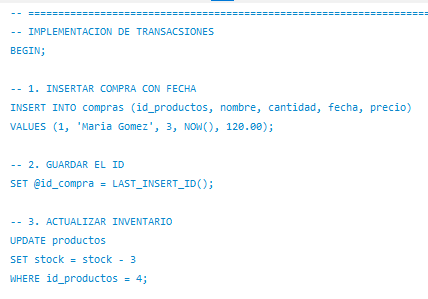 -- ===================================================================
-- IMPLEMENTACION DE TRANSACSIONES
BEGIN;
-- 1. INSERTAR COMPRA CON FECHA
INSERT INTO compras (id_productos, nombre, cantidad, fecha, precio)
VALUES (1, 'Maria Gomez', 3, NOW(), 120.00);
-- 2. GUARDAR EL ID
SET @id_compra = LAST_INSERT_ID();
-- 3. ACTUALIZAR INVENTARIO
UPDATE productos
SET stock = stock - 3
WHERE id_productos = 4;